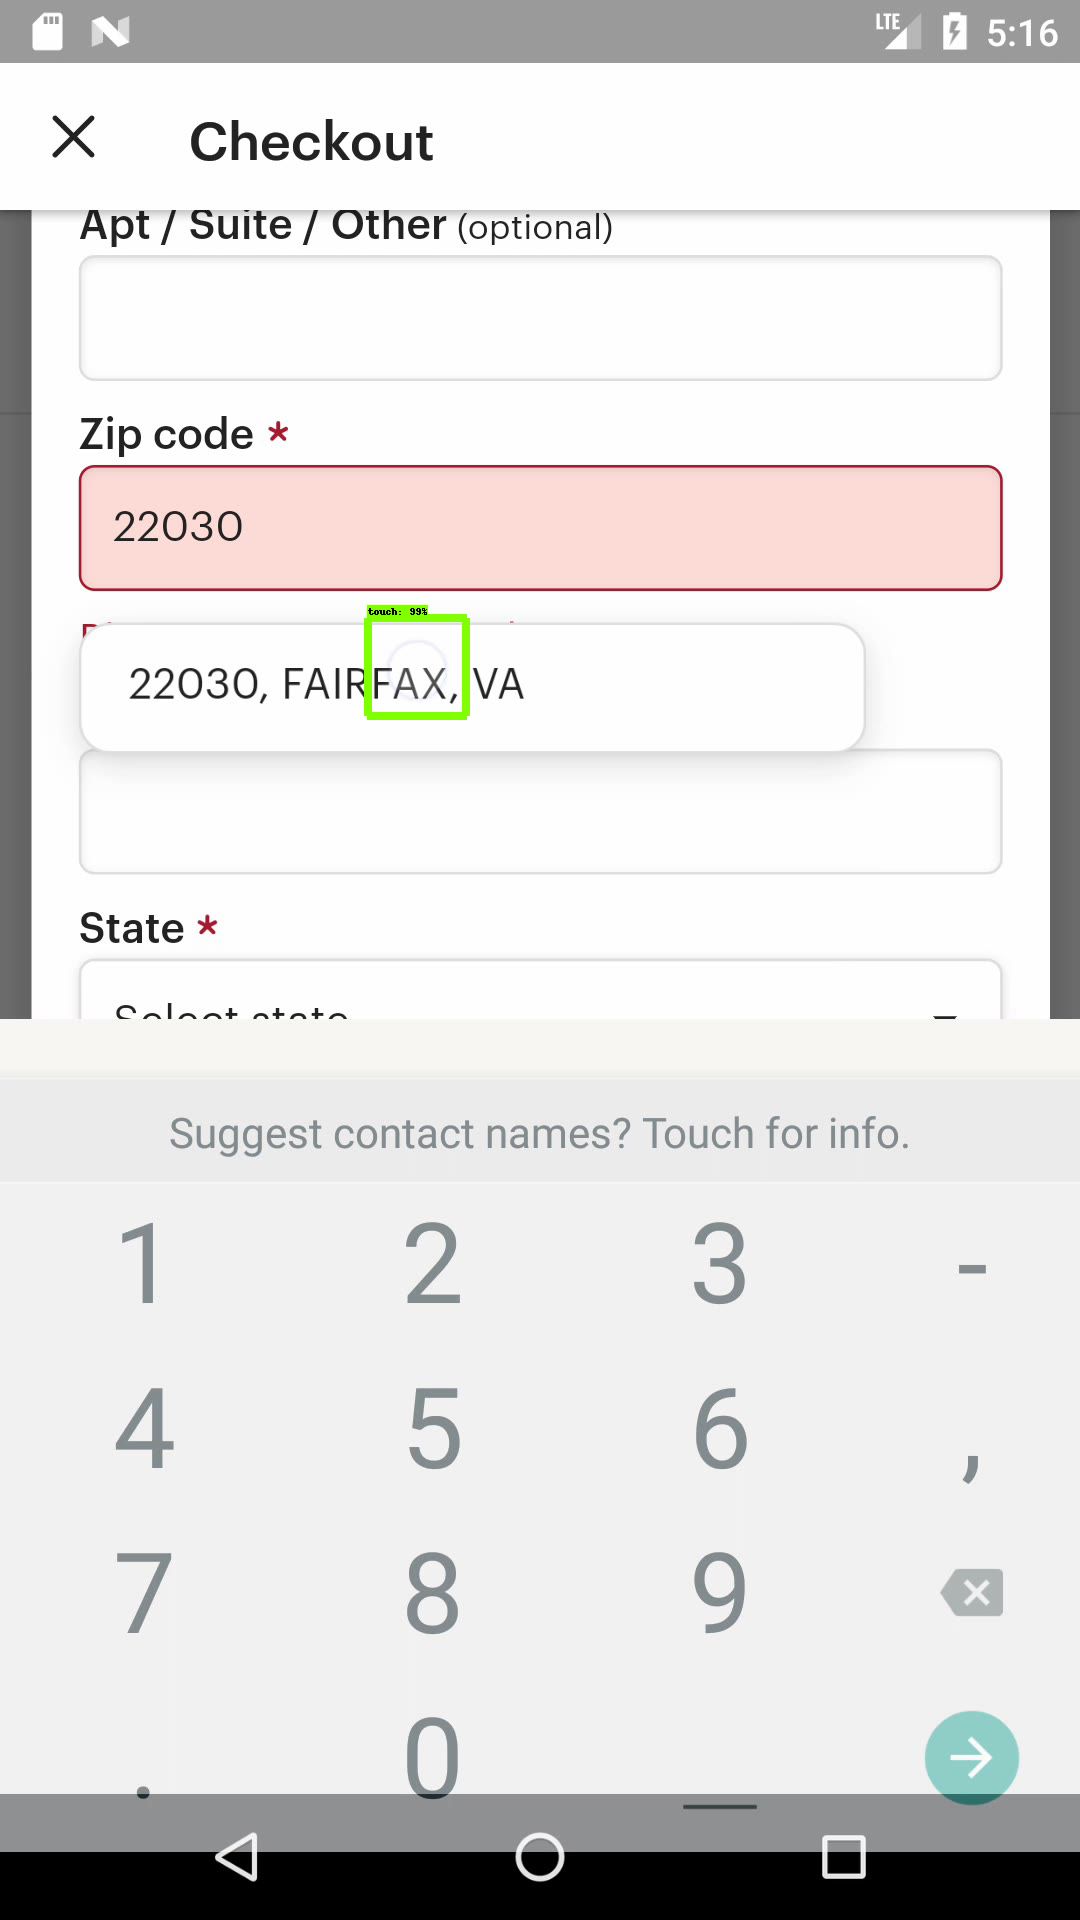 LTE 5:16
Checkout
Apt / Suite / Other (optional)
Zip code *
22030
touch: 99%
22030, FAIRFAX, VA
State *
Select state
Suggest contact names? Touch for info.
1 2 3 -
4 5 6 ,
7 8 9
. 0